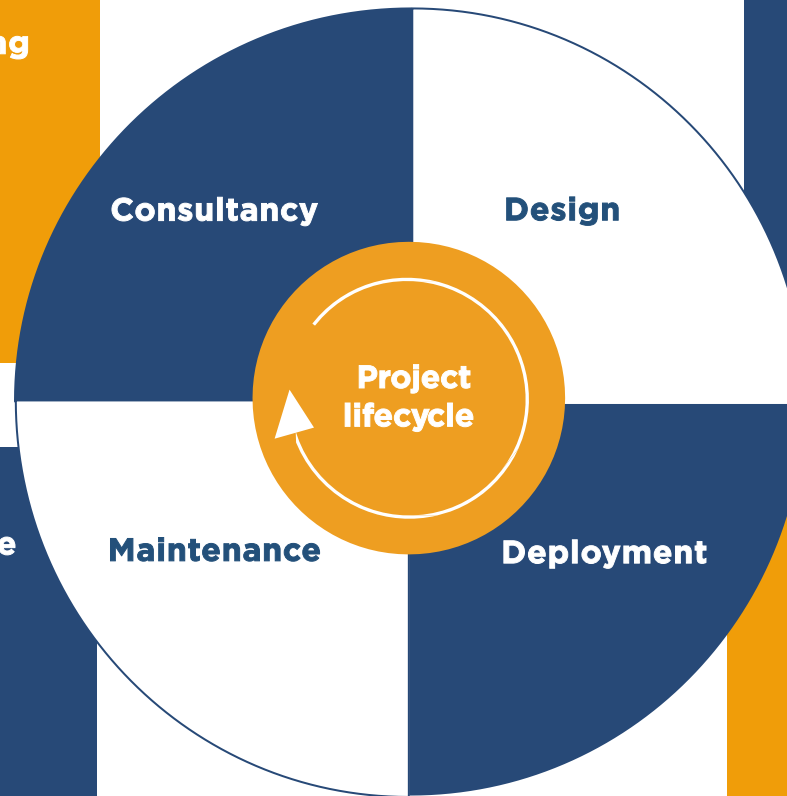 Consultancy
Design
Project
lifecycle
Maintenance
Deployment